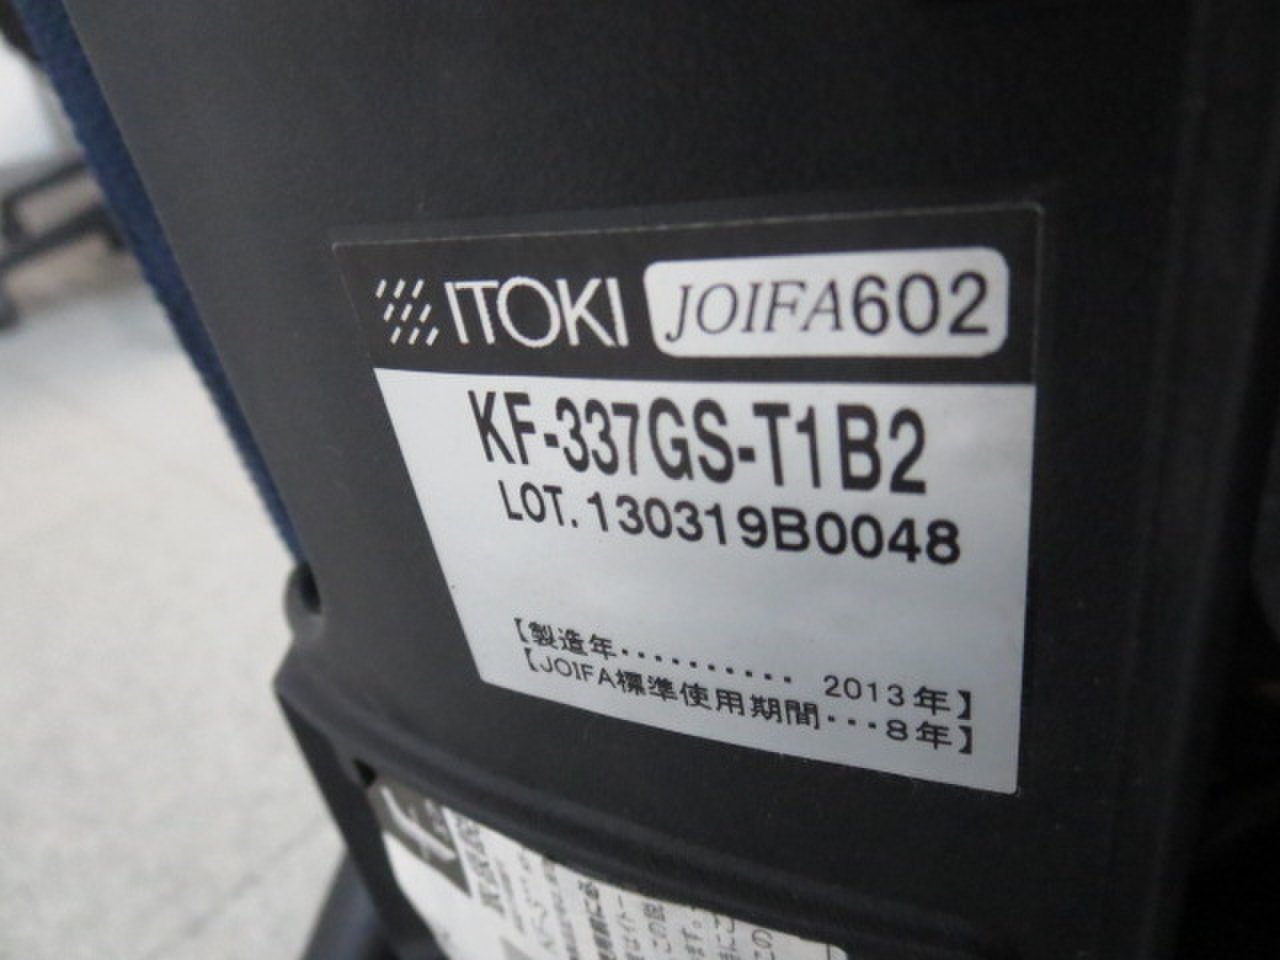 ITOKI JOIFA602
KF-337GS-T1B2
LOT. 130319B0048
【製造年・・・・・・・・・・・ 2013年】
【JOIFA標準使用期間・・・8年】